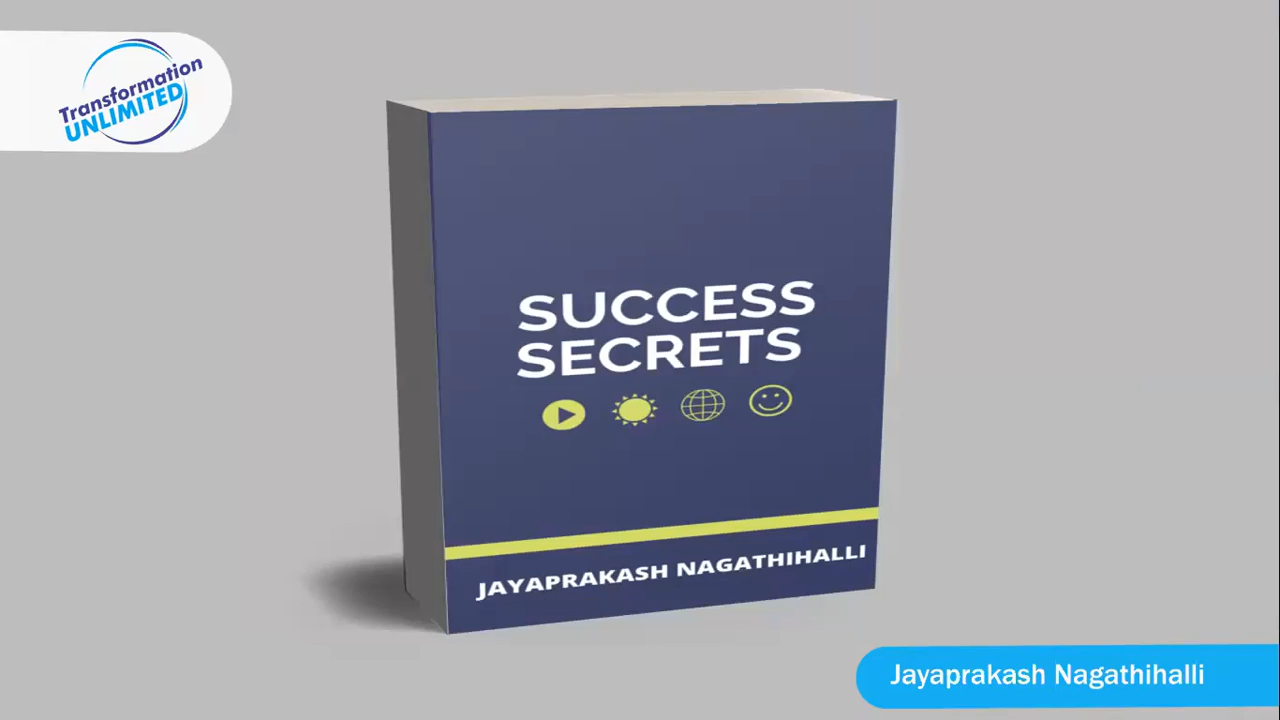 Transformation
UNLIMITED
SUCCESS
SECRETS
JAYAPRAKASH NAGATHIHALLI
Jayaprakash Nagathihalli